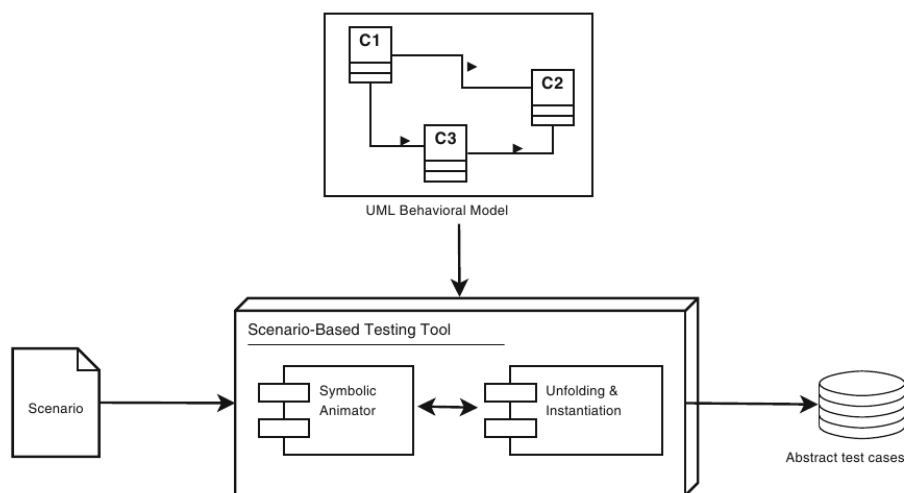 C1
C2
C3
UML Behavioral Model
Scenario-Based Testing Tool
Scenario
Symbolic
Animator
Unfolding &
Instantiation
Abstract test cases